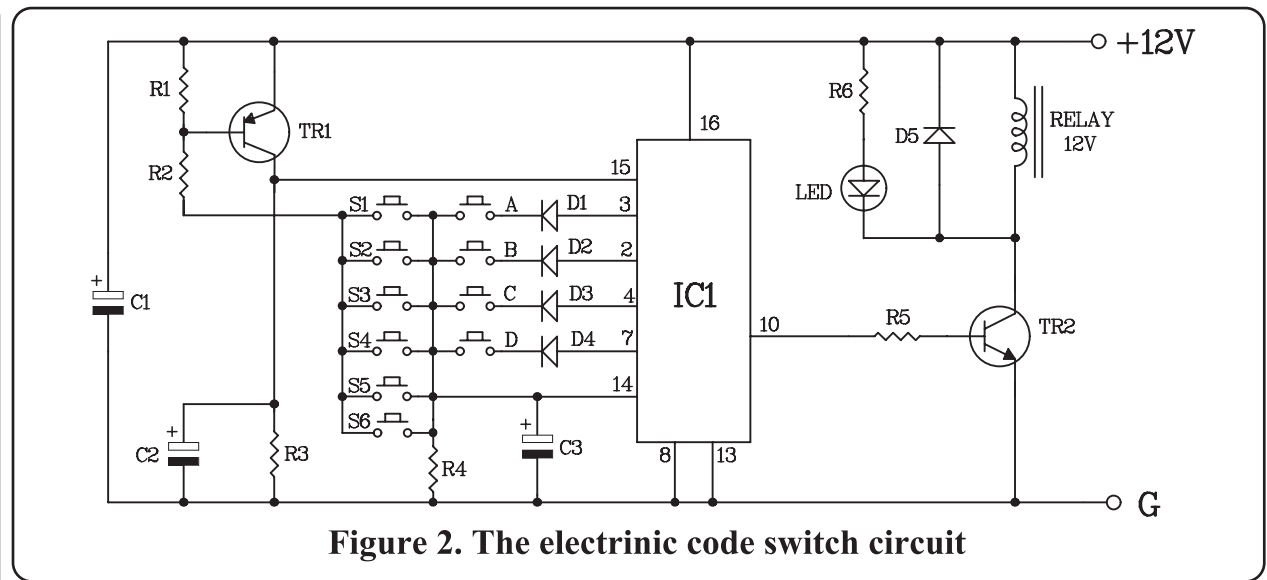 +12V
R1
TR1
R2
16
R6
D5
RELAY
12V
LED
15
S1 A D1 3
S2 B D2 2
S3 C D3 4
S4 D D4 7
S5 14
S6
IC1
10
R5
TR2
+
C1
+
C2
R3
R4
+
C3
8 13
G
Figure 2. The electrinic code switch circuit